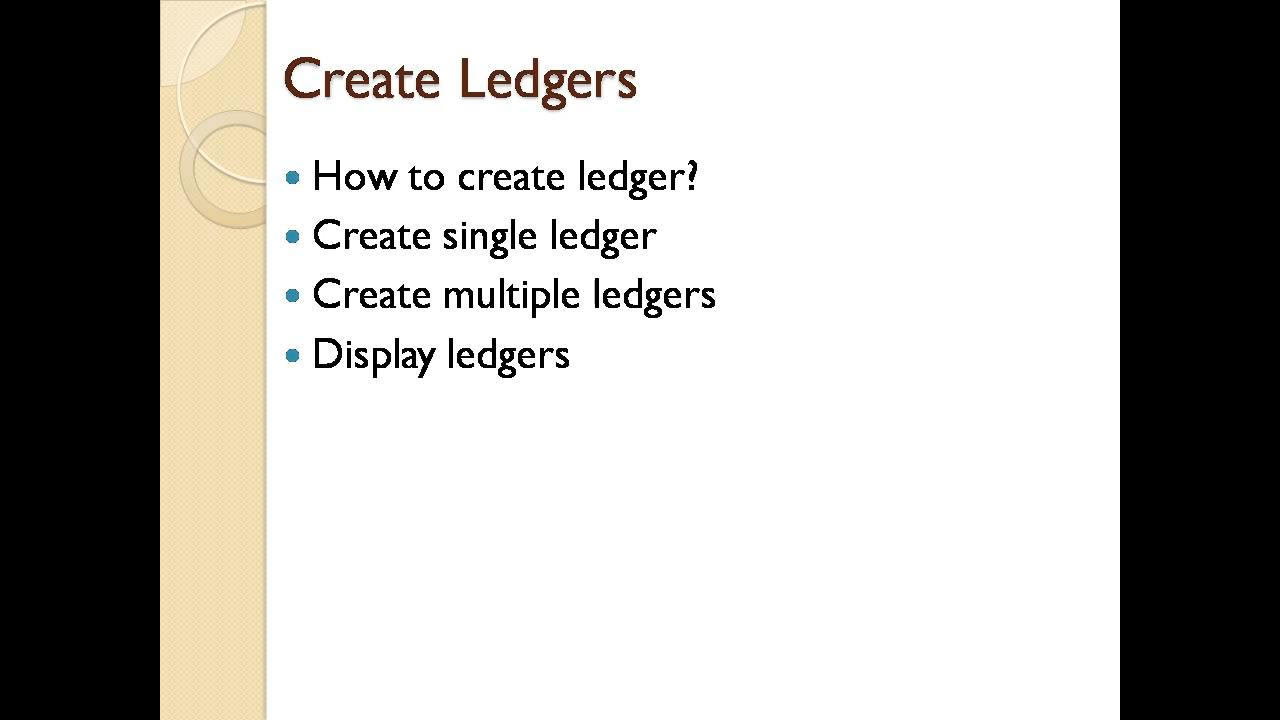 Create Ledgers
How to create ledger?
Create single ledger
Create multiple ledgers
Display ledgers